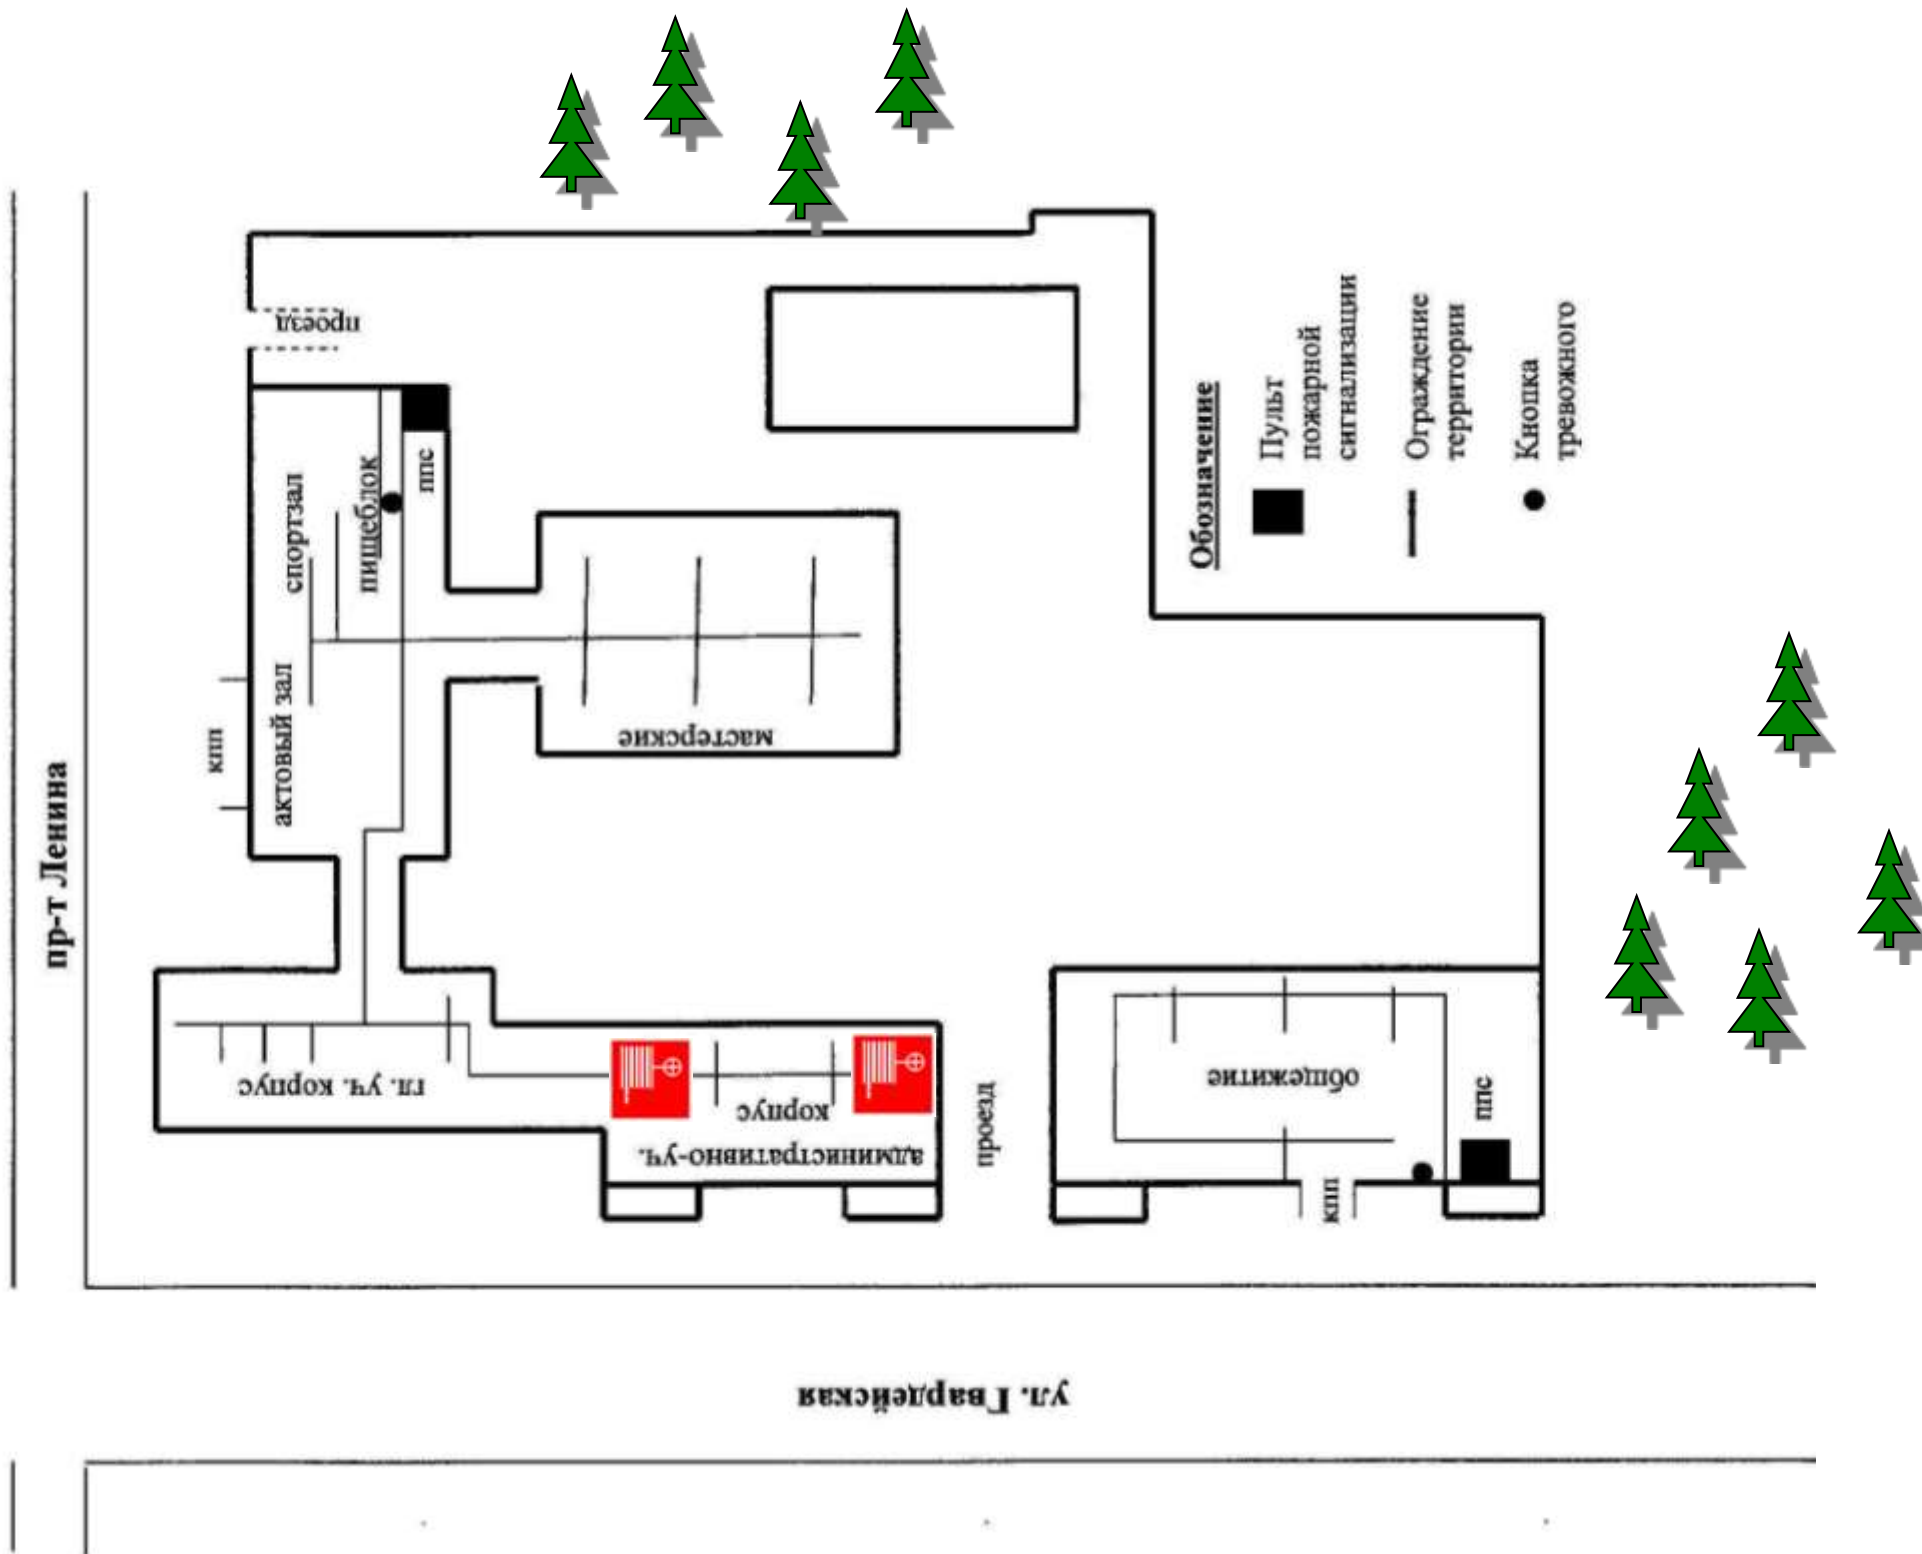 пр-т Ленина
проезд
спортзал
пищеблок
ппс
актовый зал
кпп
мастерские
гл. уч. корпус
административно-уч.
корпус
проезд
общежитие
ппс
кпп
ул. Гвардейская
Обозначение
Пульт
пожарной
сигнализации
Ограждение
территории
Кнопка
тревожного